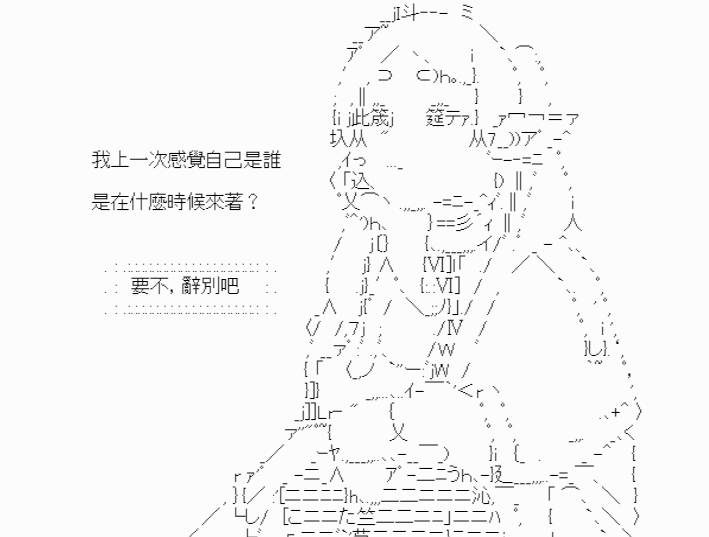 我上一次感覺自己是誰
是在什麼時候來著？
要不，辭別吧